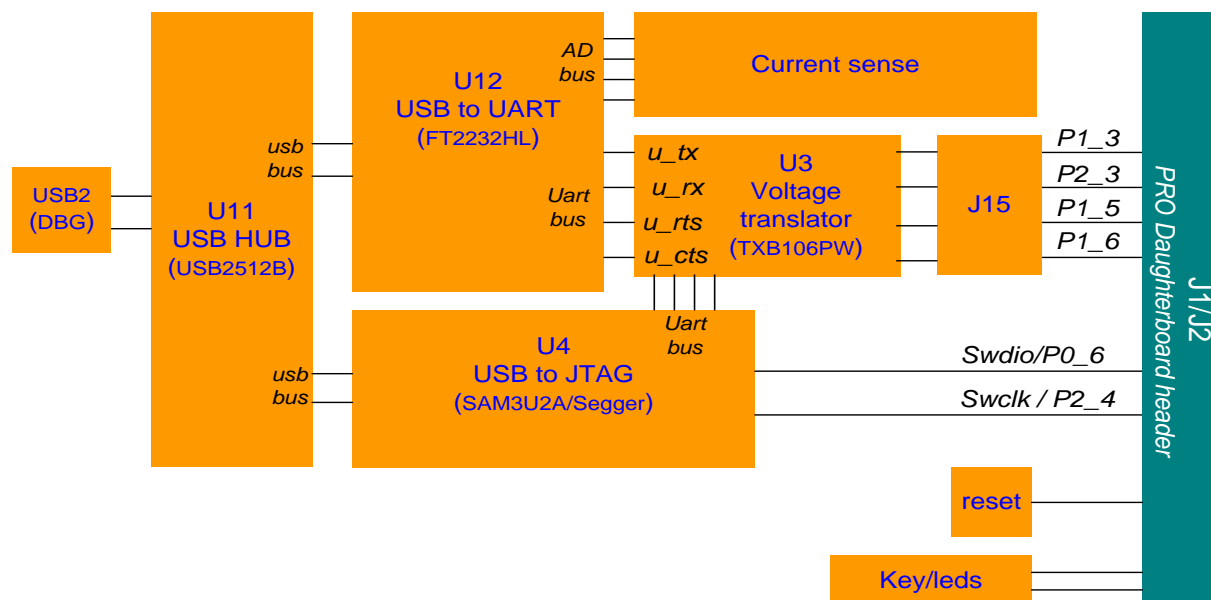 USB2
(DBG)
usb
bus
U11
USB HUB
(USB2512B)
usb
bus
AD
bus
U12
USB to UART
(FT2232HL)
Uart
bus
Current sense
u_tx
u_rx
u_rts
u_cts
U3
Voltage
translator
(TXB106PW)
J15
P1_3
P2_3
P1_5
P1_6
Uart
bus
U4
USB to JTAG
(SAM3U2A/Segger)
Swdio/P0_6
Swclk / P2_4
reset
Key/leds
J1/J2
PRO Daughterboard header